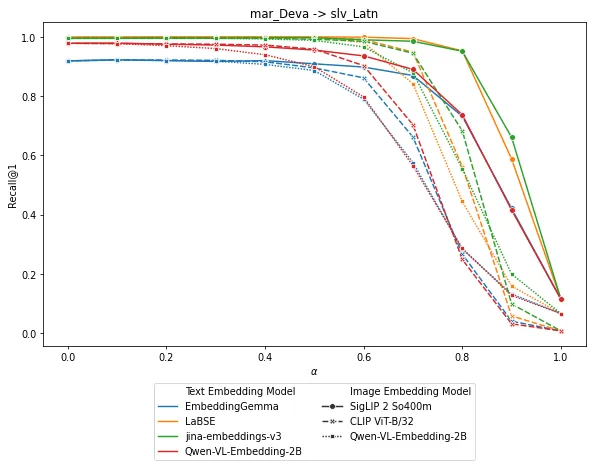 mar_Deva -> slv_Latn
Recall@1
1.0
0.8
0.6
0.4
0.2
0.0
0.0 0.2 0.4 0.6 0.8 1.0
α
Text Embedding Model
EmbeddingGemma
LaBSE
jina-embeddings-v3
Qwen-VL-Embedding-2B
Image Embedding Model
SigLIP 2 So400m
CLIP ViT-B/32
Qwen-VL-Embedding-2B